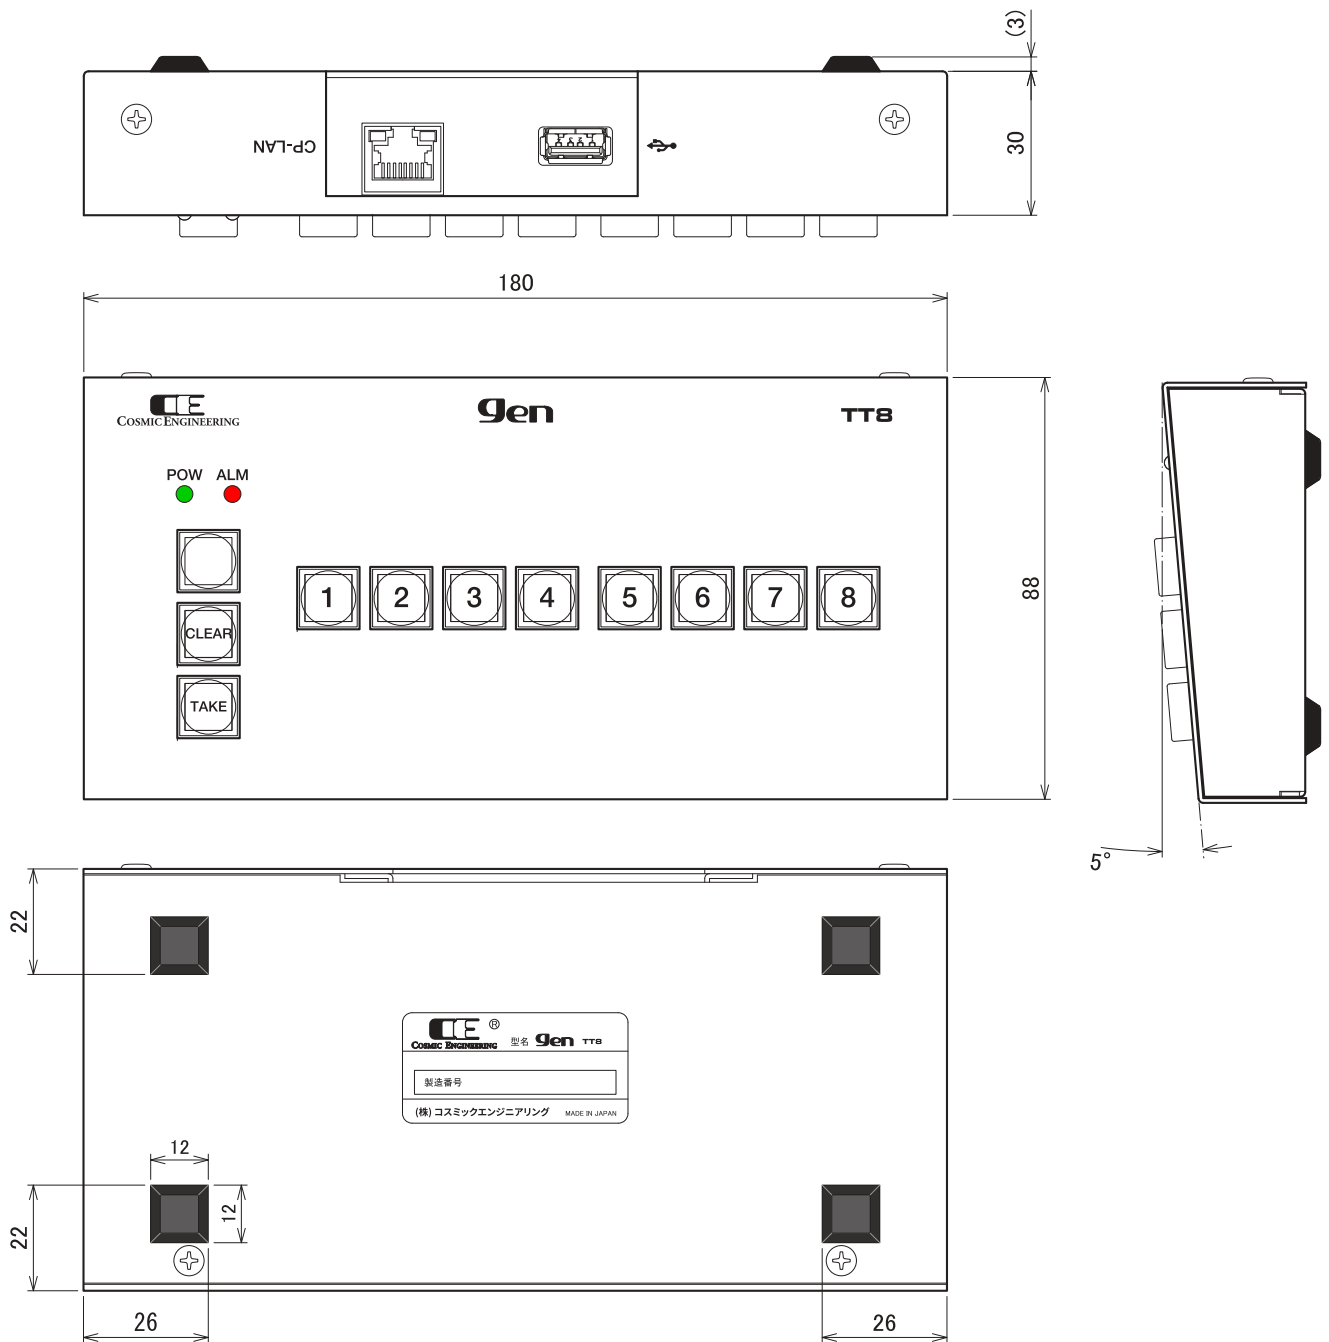 (3)
30
CP-LAN
180
COSMIC ENGINEERING
gen
TT8
POW ALM
1 2 3 4 5 6 7 8
CLEAR
TAKE
88
5°
22
CE ®
COSMIC ENGINEERING
型名 gen TT8
製造番号
(株)コスミックエンジニアリング MADE IN JAPAN
12
12
22
26
26